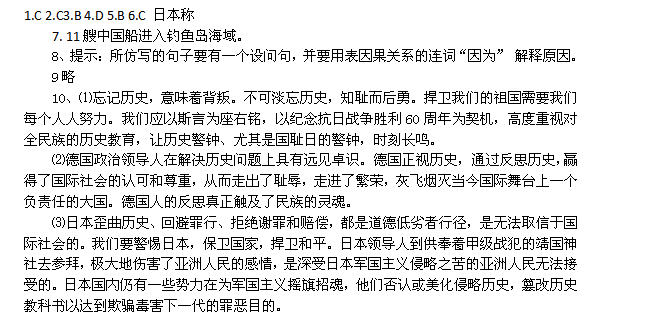 1.C 2.C3.B 4.D 5.B 6.C 日本称
7. 11艘中国船进入钓鱼岛海域。
8、提示：所仿写的句子要有一个设问句，并要用表因果关系的连词“因为” 解释原因。
9略
10、⑴忘记历史，意味着背叛。不可淡忘历史，知耻而后勇。捍卫我们的祖国需要我们
每个人人努力。我们应以斯言为座右铭，以纪念抗日战争胜利60周年为契机，高度重视对
全民族的历史教育，让历史警钟、尤其是国耻日的警钟，时刻长鸣。
⑵德国政治领导人在解决历史问题上具有远见卓识。德国正视历史，通过反思历史，赢
得了国际社会的认可和尊重，从而走出了耻辱，走进了繁荣，灰飞烟灭当今国际舞台上一个
负责任的大国。德国人的反思真正触及了民族的灵魂。
⑶日本歪曲历史、回避罪行、拒绝谢罪和赔偿，都是道德低劣者行径，是无法取信于国
际社会的。我们要警惕日本，保卫国家，捍卫和平。日本领导人到供奉着甲级战犯的靖国神
社去参拜，极大地伤害了亚洲人民的感情，是深受日本军国主义侵略之苦的亚洲人民无法接
受的。日本国内仍有一些势力在为军国主义摇旗招魂，他们否认或美化侵略历史，篡改历史
教科书以达到欺骗毒害下一代的罪恶目的。